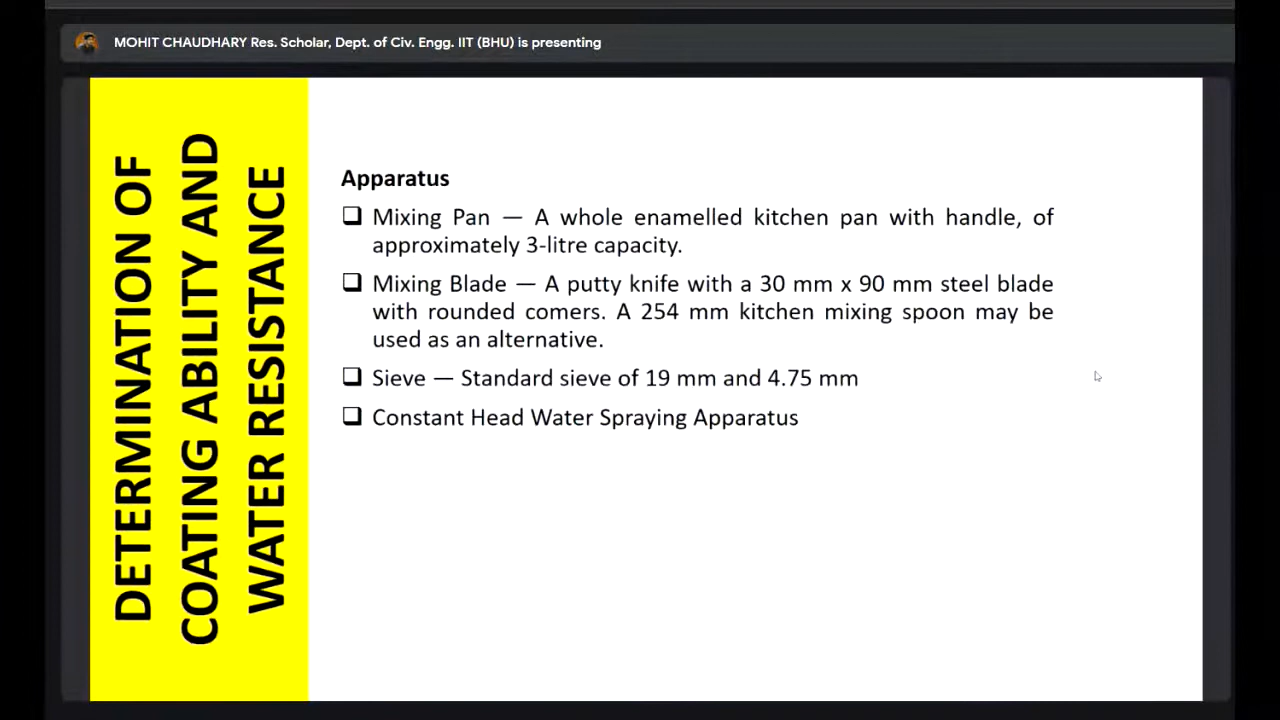 MOHIT CHAUDHARY Res. Scholar, Dept. of Civ. Engg. IIT (BHU) is presenting
DETERMINATION OF
COATING ABILITY AND
WATER RESISTANCE
Apparatus
❑ Mixing Pan — A whole enamelled kitchen pan with handle, of
approximately 3-litre capacity.
❑ Mixing Blade — A putty knife with a 30 mm x 90 mm steel blade
with rounded comers. A 254 mm kitchen mixing spoon may be
used as an alternative.
❑ Sieve — Standard sieve of 19 mm and 4.75 mm
❑ Constant Head Water Spraying Apparatus